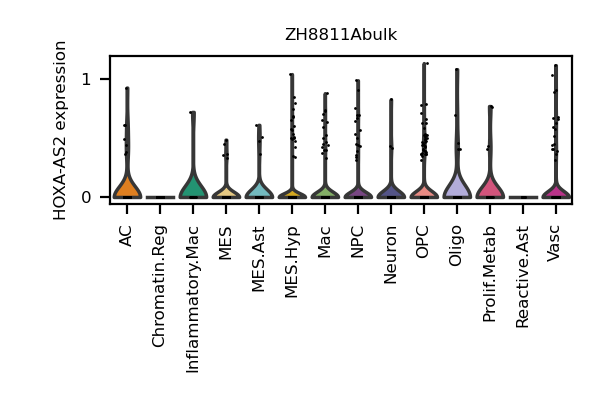 ZH8811Abulk
HOXA-AS2 expression
1
0
AC
Chromatin.Reg
Inflammatory.Mac
MES
MES.Ast
MES.Hyp
Mac
NPC
Neuron
OPC
Oligo
Prolif.Metab
Reactive.Ast
Vasc